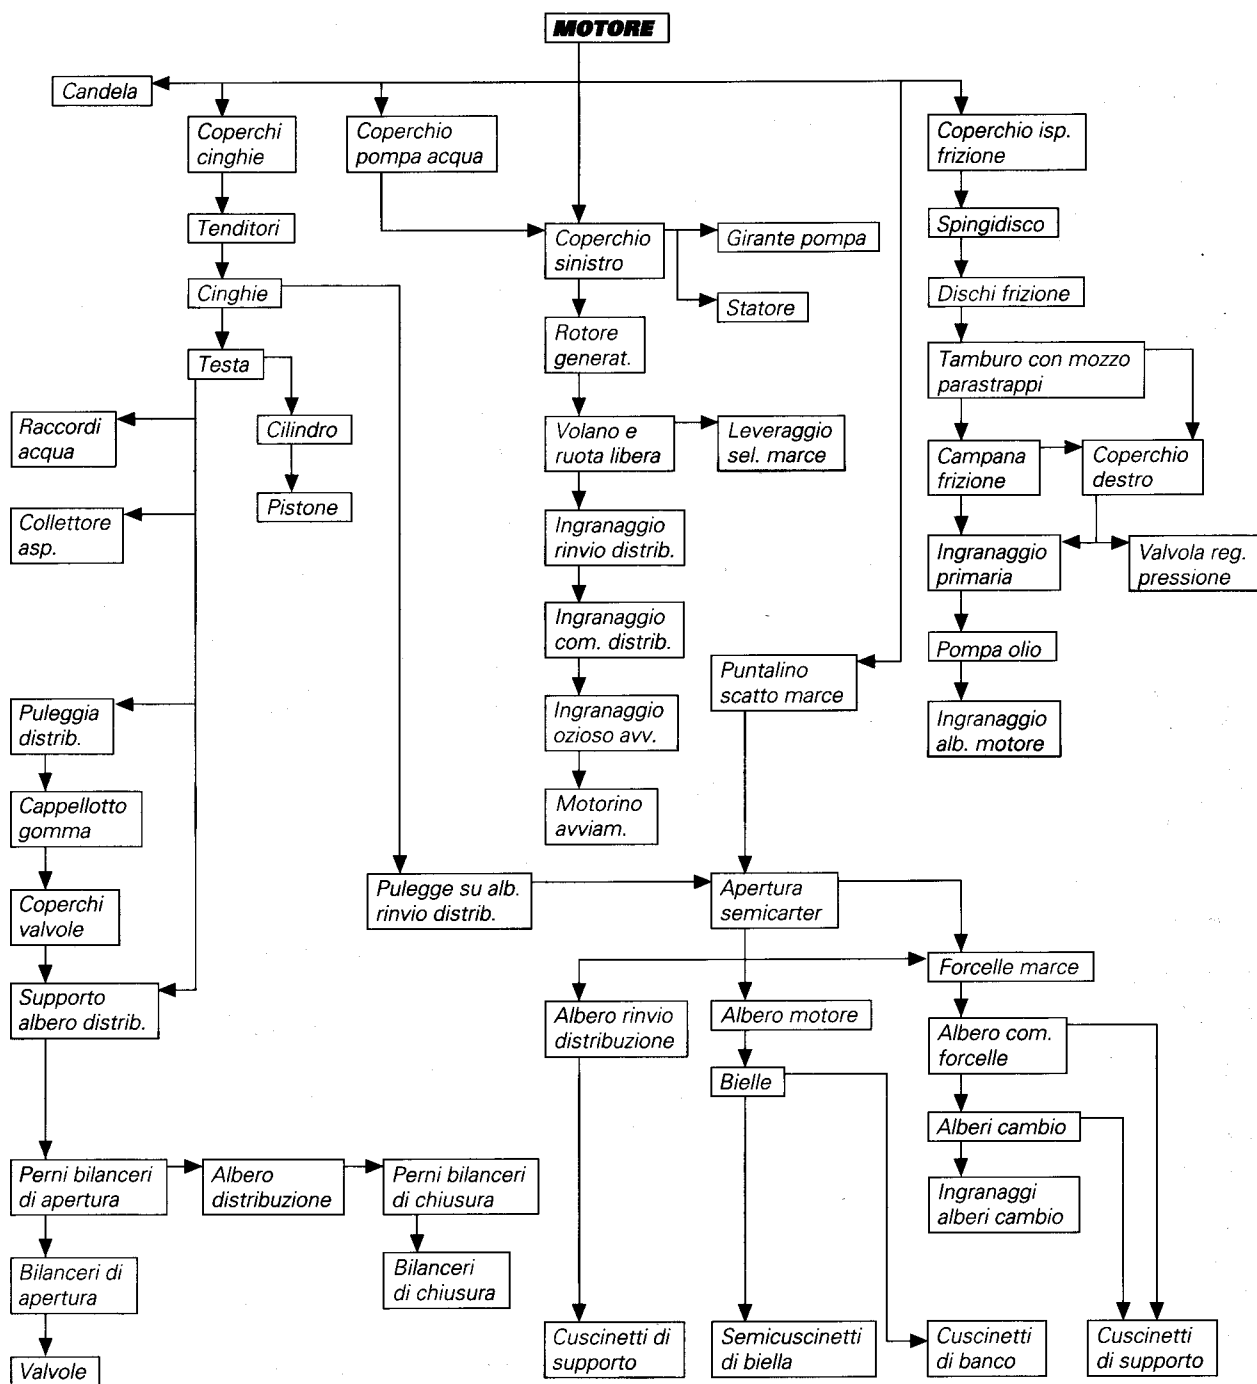 MOTORE
Candela
Coperchi
cinghie
Coperchio
pompa acqua
Coperchio isp.
frizione
Tenditori
Spingidisco
Coperchio
sinistro
Girante pompa
Cinghie
Dischi frizione
Statore
Rotore
generat.
Testa
Tamburo con mozzo
parastrappi
Raccordi
acqua
Cilindro
Volano e
ruota libera
Leveraggio
sel. marce
Campana
frizione
Coperchio
destro
Pistone
Collettore
asp.
Ingranaggio
rinvio distrib.
Ingranaggio
primaria
Valvola reg.
pressione
Ingranaggio
com. distrib.
Pompa olio
Puntalino
scatto marce
Puleggia
distrib.
Ingranaggio
ozioso avv.
Ingranaggio
alb. motore
Cappellotto
gomma
Motorino
avviam.
Pulegge su alb.
rinvio distrib.
Apertura
semicarter
Coperchi
valvole
Forcelle marce
Supporto
albero distrib.
Albero rinvio
distribuzione
Albero motore
Albero com.
forcelle
Bielle
Alberi cambio
Perni bilanceri
di apertura
Albero
distribuzione
Perni bilanceri
di chiusura
Ingranaggi
alberi cambio
Bilanceri di
apertura
Bilanceri
di chiusura
Cuscinetti di
supporto
Semicuscinetti
di biella
Cuscinetti
di banco
Cuscinetti
di supporto
Valvole